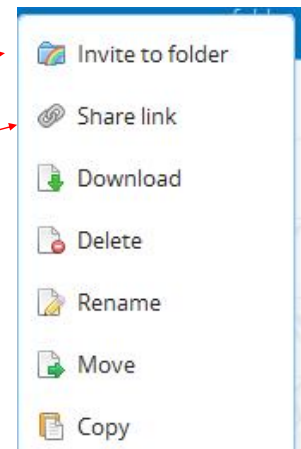 Invite to folder
Share link
Download
Delete
Rename
Move
Copy